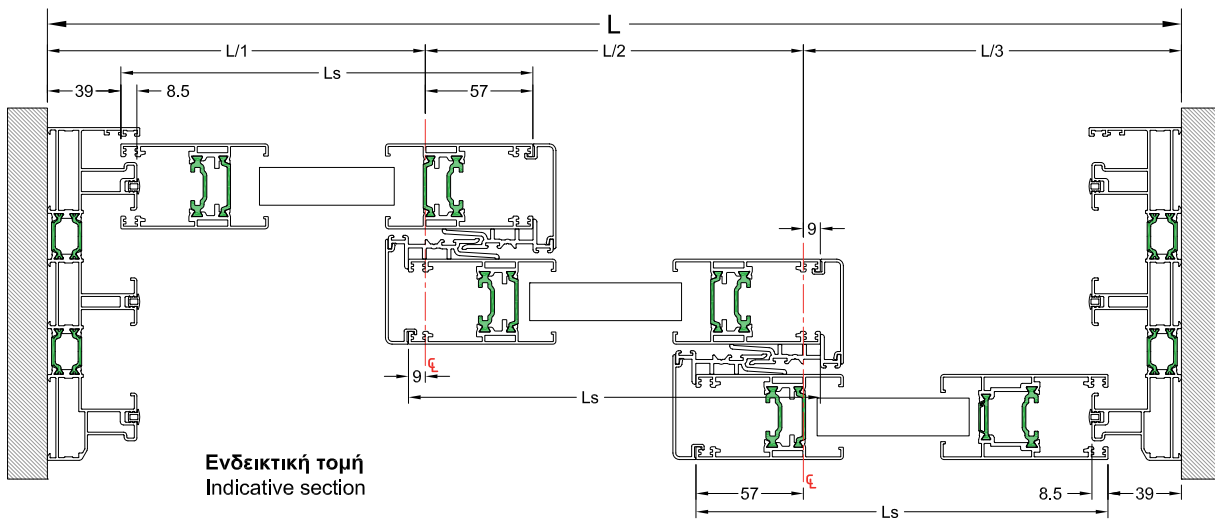 L
L/1 L/2 L/3
Ls
39 8.5 57
9
℄
9 Ls
Ενδεικτική τομή
Indicative section
℄
57 8.5 39
Ls